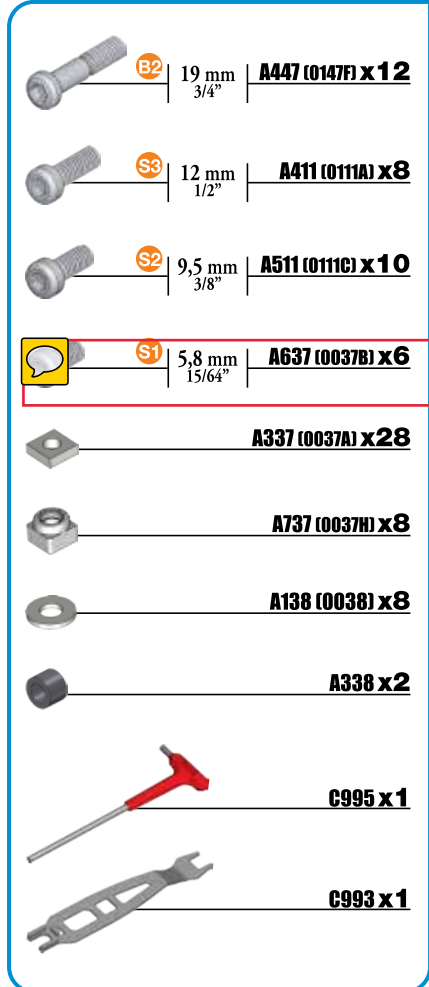 B2 19 mm A447 (0147F) x12
3/4”
S3 12 mm A411 (0111A) x8
1/2”
S2 9,5 mm A511 (0111C) x10
3/8”
S1 5,8 mm A637 (0037B) x6
15/64”
A337 (0037A) x28
A737 (0037H) x8
A138 (0038) x8
A338 x2
C995 x1
C993 x1